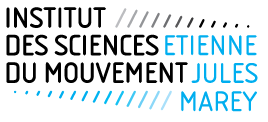 INSTITUT
DES SCIENCES ETIENNE
DU MOUVEMENT JULES
MAREY